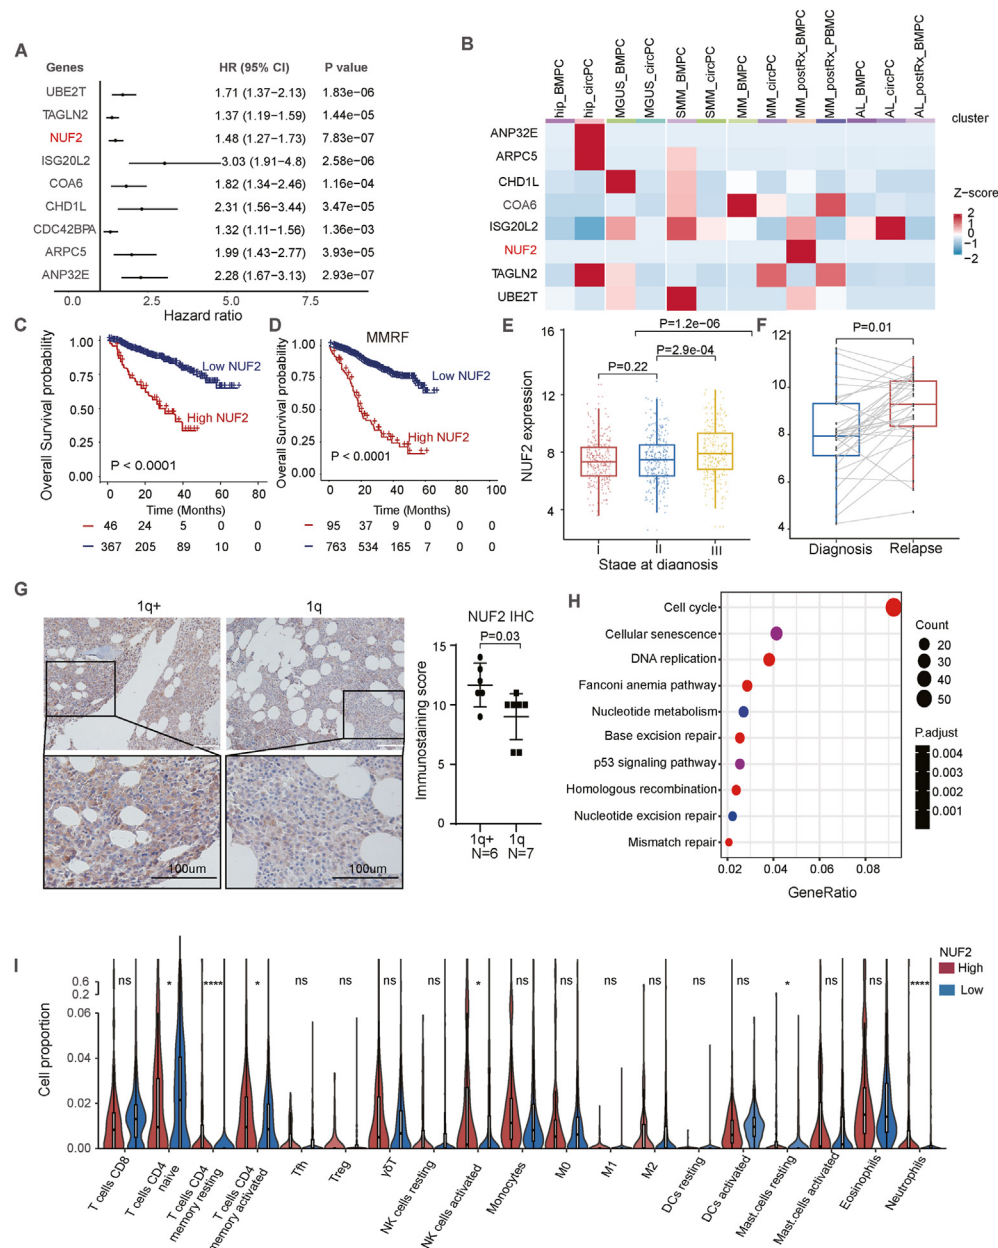 A
Genes HR (95% CI) P value
UBE2T 1.71 (1.37−2.13) 1.83e-06
TAGLN2 1.37 (1.19−1.59) 1.44e-05
NUF2 1.48 (1.27−1.73) 7.83e-07
ISG20L2 3.03 (1.91−4.8) 2.58e-06
COA6 1.82 (1.34−2.46) 1.16e-04
CHD1L 2.31 (1.56−3.44) 3.47e-05
CDC42BPA 1.32 (1.11−1.56) 1.36e-03
ARPC5 1.99 (1.43−2.77) 3.93e-05
ANP32E 2.28 (1.67−3.13) 2.93e-07
0.0 2.5 5.0 7.5
Hazard ratio
B
hip_BMPC
hip_circPC
MGUS_BMPC
MGUS_circPC
SMM_BMPC
SMM_circPC
MM_BMPC
MM_circPC
MM_postRx_BMPC
MM_postRx_PBMC
AL_BMPC
AL_circPC
AL_postRx_BMPC
cluster
ANP32E
ARPC5
CHD1L
COA6
ISG20L2
NUF2
TAGLN2
UBE2T
Z−score
2
1
0
−1
−2
C
Overall Survival probability
1.00
0.75
0.50
0.25
0.00
Low NUF2
High NUF2
P < 0.0001
0 20 40 60 80
Time (Months)
46 24 5 0 0
367 205 89 10 0
D
MMRF
Overall Survival probability
1.00
0.75
0.50
0.25
0.00
Low NUF2
High NUF2
P < 0.0001
0 20 40 60 80 100
Time (Months)
95 37 9 0 0 0
763 534 165 7 0 0
E
NUF2 expression
16
12
8
4
P=1.2e−06
P=2.9e−04
P=0.22
I II III
Stage at diagnosis
F
P=0.01
12
10
8
6
4
Diagnosis Relapse
G
1q+ 1q
100um 100um
NUF2 IHC
P=0.03
Immunostaining score
15
10
5
0
1q+ 1q
N=6 N=7
H
Cell cycle
Cellular senescence
DNA replication
Fanconi anemia pathway
Nucleotide metabolism
Base excision repair
p53 signaling pathway
Homologous recombination
Nucleotide excision repair
Mismatch repair
0.02 0.04 0.06 0.08
GeneRatio
Count
20
30
40
50
P.adjust
0.004
0.003
0.002
0.001
I
NUF2
High
Low
ns * **** * ns ns ns ns * ns ns ns ns ns * ns ns ****
Cell proportion
0.6
0.2
0.06
0.04
0.02
0.00
T cells CD8
T cells CD4
naive
T cells CD4
memory resting
T cells CD4
memory activated
Tfh
Treg
γδT
NK cells resting
NK cells activated
Monocytes
M0
M1
M2
DCs resting
DCs activated
Mast.cells resting
Mast.cells activated
Eosinophils
Neutrophils